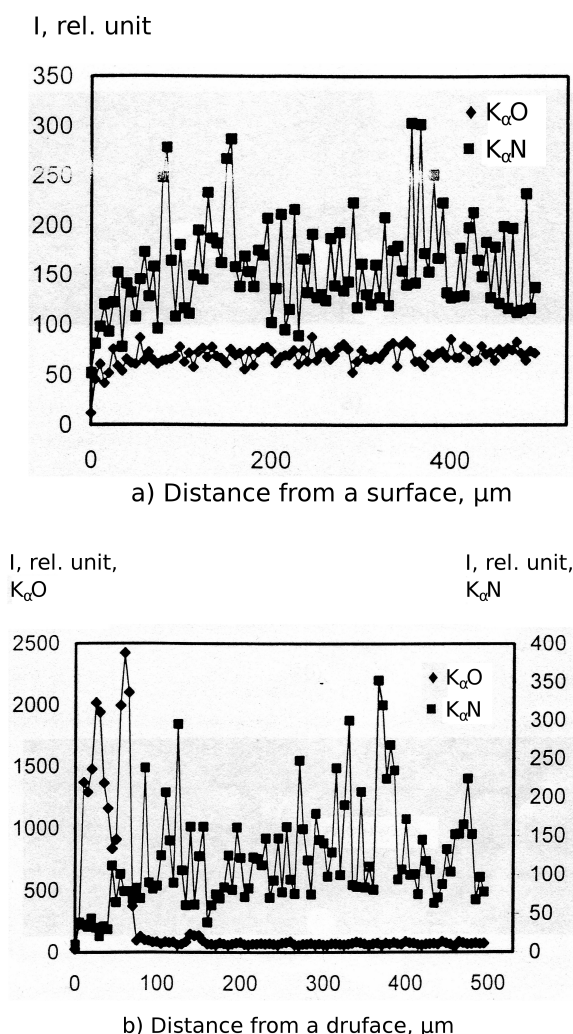 I, rel. unit
350
300
250
200
150
100
50
0
KαO
KαN
0 200 400
a) Distance from a surface, µm
I, rel. unit, I, rel. unit,
KαO KαN
2500 400
2000 350
1500 300
1000 250
500 200
0 150
100
50
0
KαO
KαN
0 100 200 300 400 500
b) Distance from a druface, µm